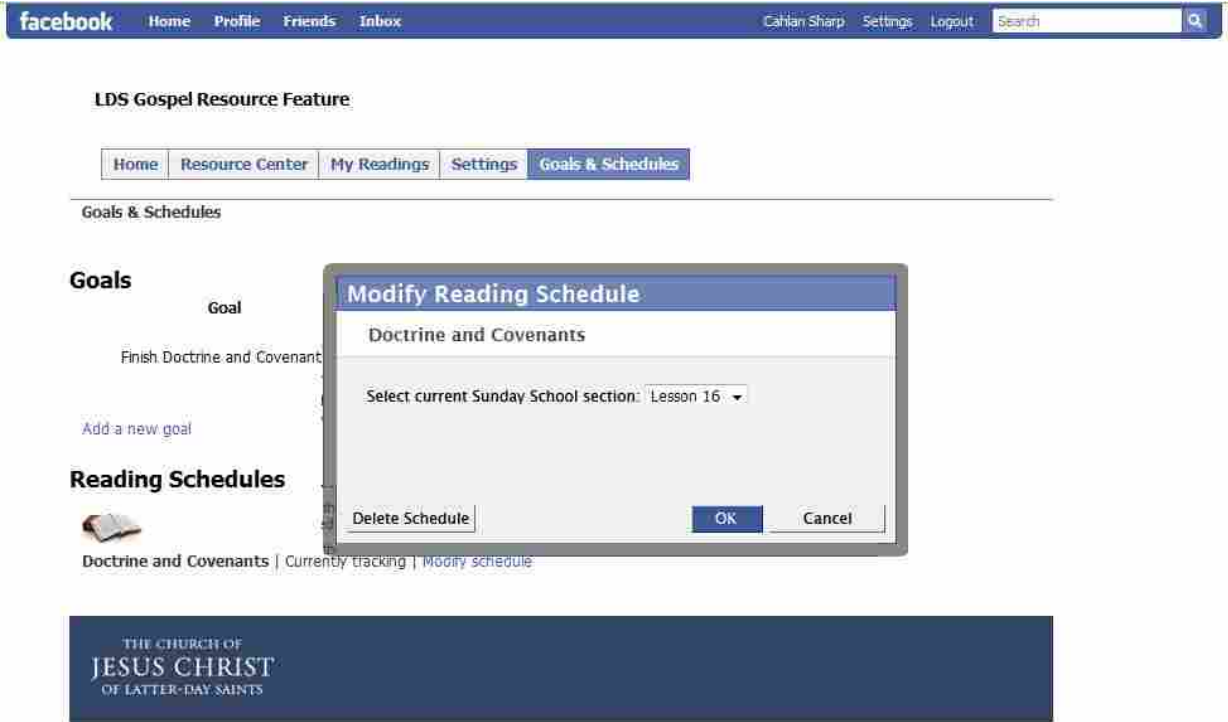 facebook Home Profile Friends Inbox Cahlan Sharp Settings Logout Search
LDS Gospel Resource Feature
Home Resource Center My Readings Settings Goals & Schedules
Goals & Schedules
Goals
Goal
Finish Doctrine and Covenant
Add a new goal
Modify Reading Schedule
Doctrine and Covenants
Select current Sunday School section: Lesson 16
Delete Schedule OK Cancel
Reading Schedules
Doctrine and Covenants | Currently tracking | Modify schedule
THE CHURCH OF
JESUS CHRIST
OF LATTER-DAY SAINTS